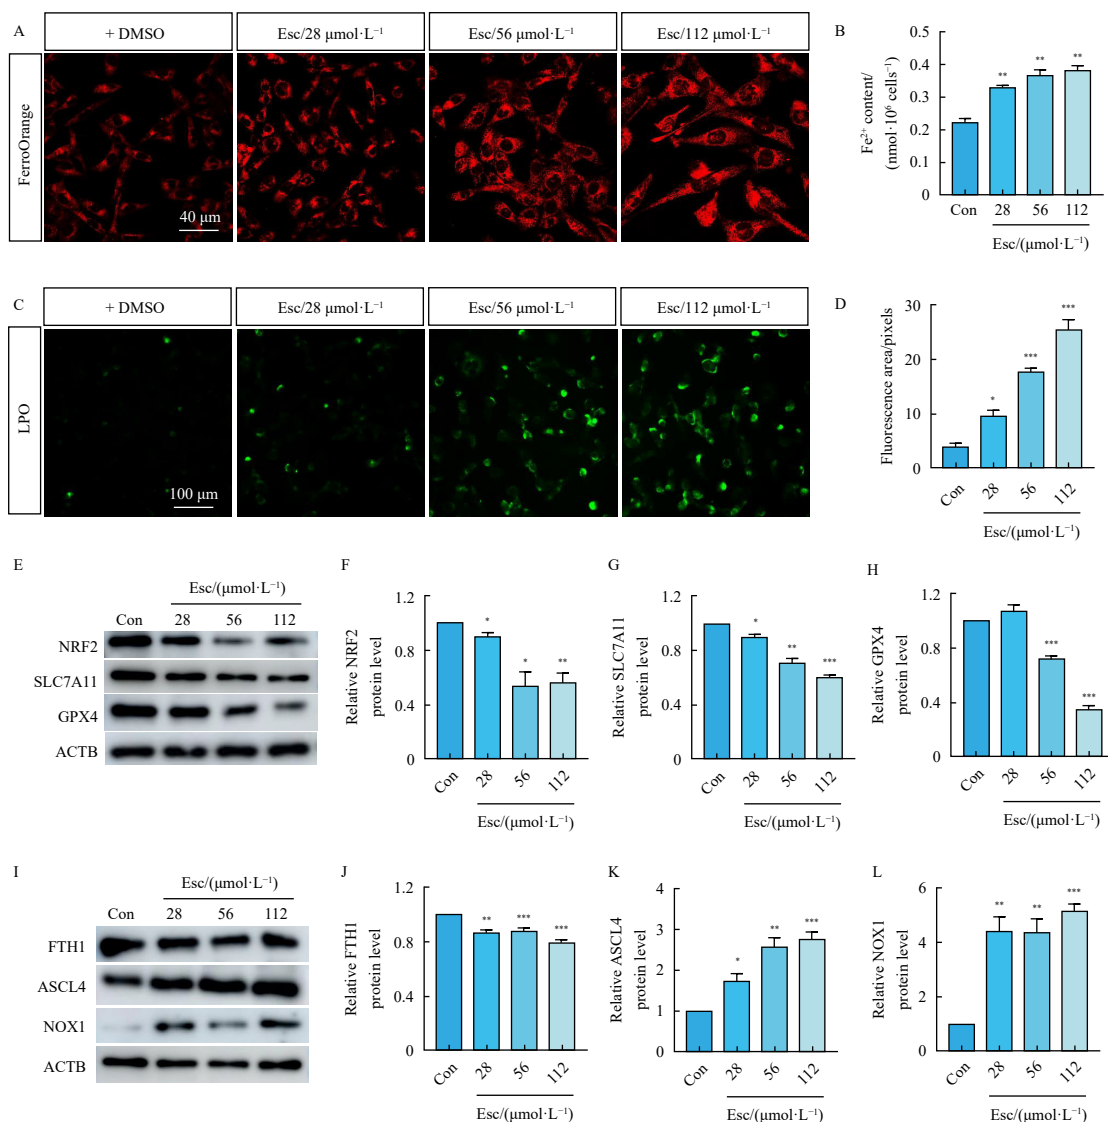 A
+ DMSO
Esc/28 μmol·L⁻¹
Esc/56 μmol·L⁻¹
Esc/112 μmol·L⁻¹
FerroOrange
40 μm
B
Fe²⁺ content/
(nmol·10⁶ cells⁻¹)
0.5
0.4
0.3
0.2
0.1
0
**
**
**
Con
28
56
112
Esc/(μmol·L⁻¹)
C
+ DMSO
Esc/28 μmol·L⁻¹
Esc/56 μmol·L⁻¹
Esc/112 μmol·L⁻¹
LPO
100 μm
D
Fluorescence area/pixels
30
20
10
0
*
***
***
Con
28
56
112
Esc/(μmol·L⁻¹)
E
Esc/(μmol·L⁻¹)
Con
28
56
112
NRF2
SLC7A11
GPX4
ACTB
F
Relative NRF2
protein level
1.2
0.9
0.6
0.3
0
*
*
**
Con
28
56
112
Esc/(μmol·L⁻¹)
G
Relative SLC7A11
protein level
1.2
0.9
0.6
0.3
0
*
**
***
Con
28
56
112
Esc/(μmol·L⁻¹)
H
Relative GPX4
protein level
1.2
0.8
0.4
0
***
***
Con
28
56
112
Esc/(μmol·L⁻¹)
I
Esc/(μmol·L⁻¹)
Con
28
56
112
FTH1
ASCL4
NOX1
ACTB
J
Relative FTH1
protein level
1.2
0.8
0.4
0
**
***
***
Con
28
56
112
Esc/(μmol·L⁻¹)
K
Relative ASCL4
protein level
4
3
2
1
0
*
**
***
Con
28
56
112
Esc/(μmol·L⁻¹)
L
Relative NOX1
protein level
6
4
2
0
**
**
***
Con
28
56
112
Esc/(μmol·L⁻¹)